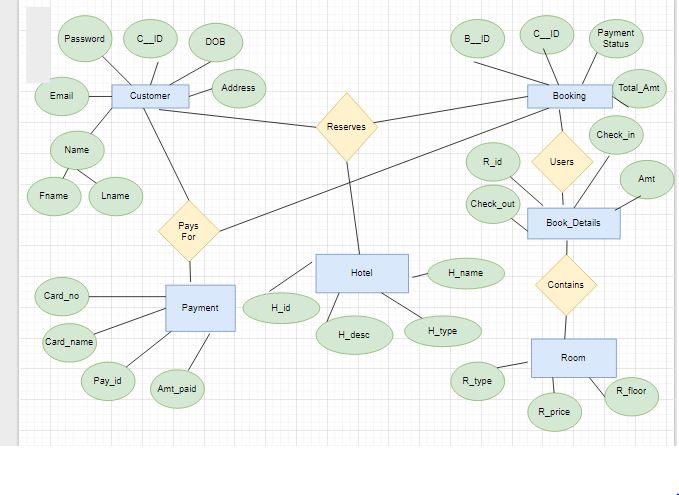 Password
C__ID
DOB
B__ID
C__ID
Payment
Status
Email
Customer
Address
Booking
Total_Amt
Reserves
Check_in
Name
R_id
Users
Amt
Fname
Lname
Check_out
Pays
For
Book_Details
Hotel
H_name
Contains
Card_no
Payment
H_id
H_desc
H_type
Card_name
Room
Pay_id
Amt_paid
R_type
R_floor
R_price